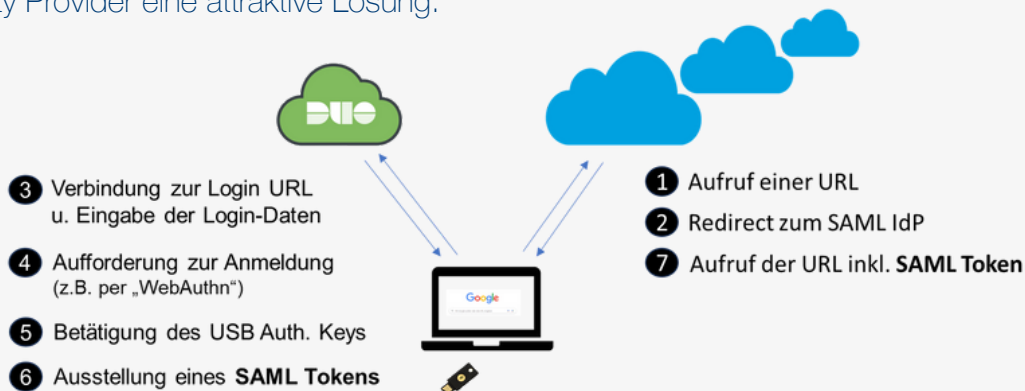 y Provider eine attraktive Lösung.
DUO
3 Verbindung zur Login URL
u. Eingabe der Login-Daten
4 Aufforderung zur Anmeldung
(z.B. per „WebAuthn“)
5 Betätigung des USB Auth. Keys
6 Ausstellung eines SAML Tokens
1 Aufruf einer URL
2 Redirect zum SAML IdP
7 Aufruf der URL inkl. SAML Token
Google